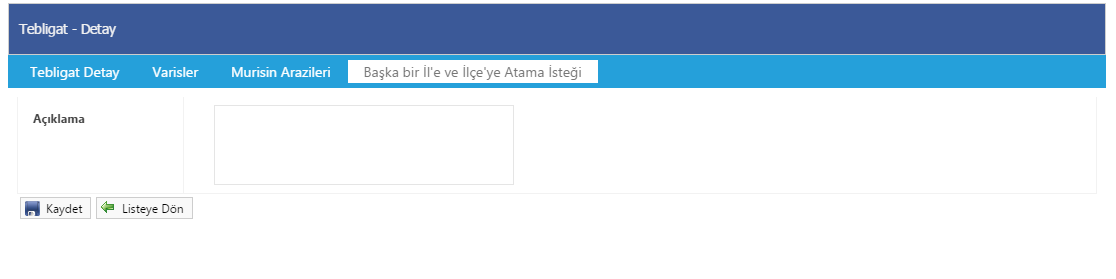 Tebligat - Detay
Tebligat Detay Varisler Murisin Arazileri Başka bir İl'e ve İlçe'ye Atama İsteği
Açıklama
Kaydet Listeye Dön